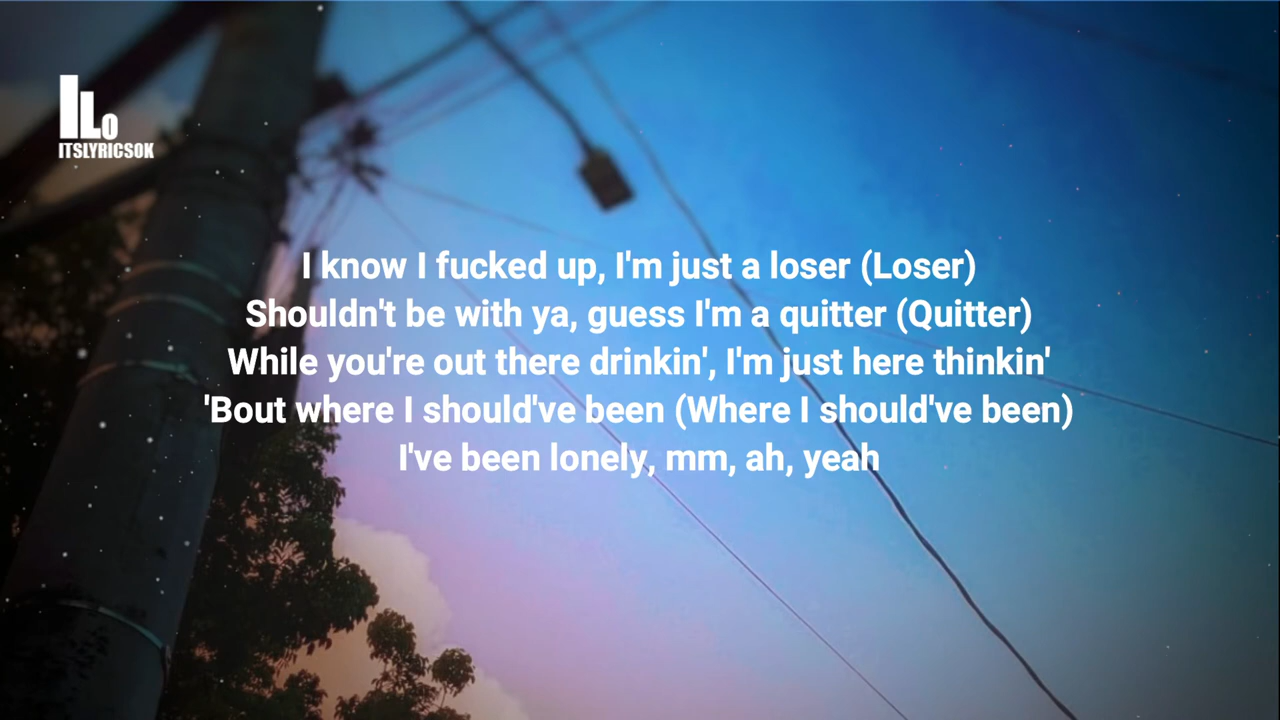 ILO
ITSLYRICSOK
I know I fucked up, I'm just a loser (Loser)
Shouldn't be with ya, guess I'm a quitter (Quitter)
While you're out there drinkin', I'm just here thinkin'
'Bout where I should've been (Where I should've been)
I've been lonely, mm, ah, yeah